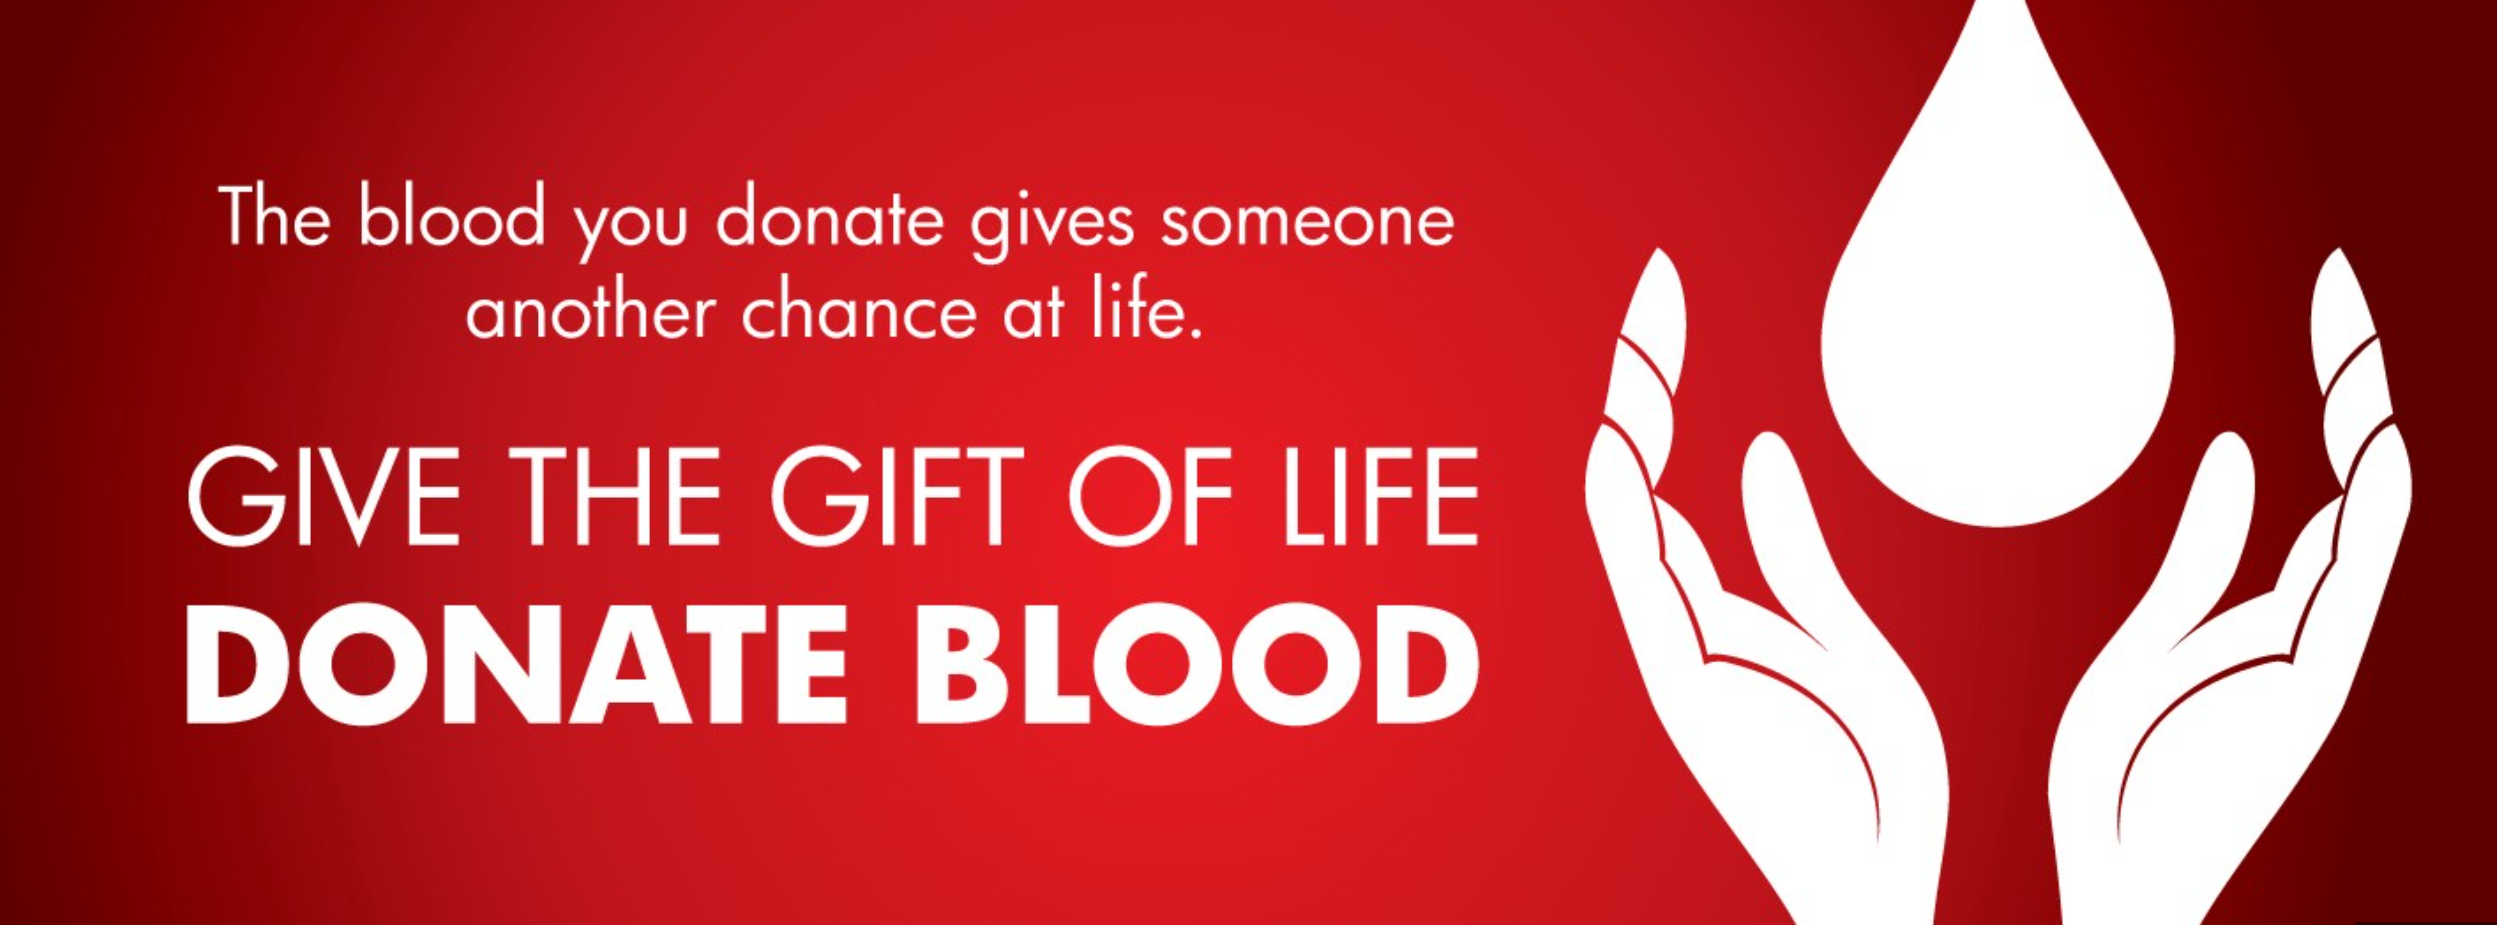 The blood you donate gives someone
another chance at life.
GIVE THE GIFT OF LIFE
DONATE BLOOD